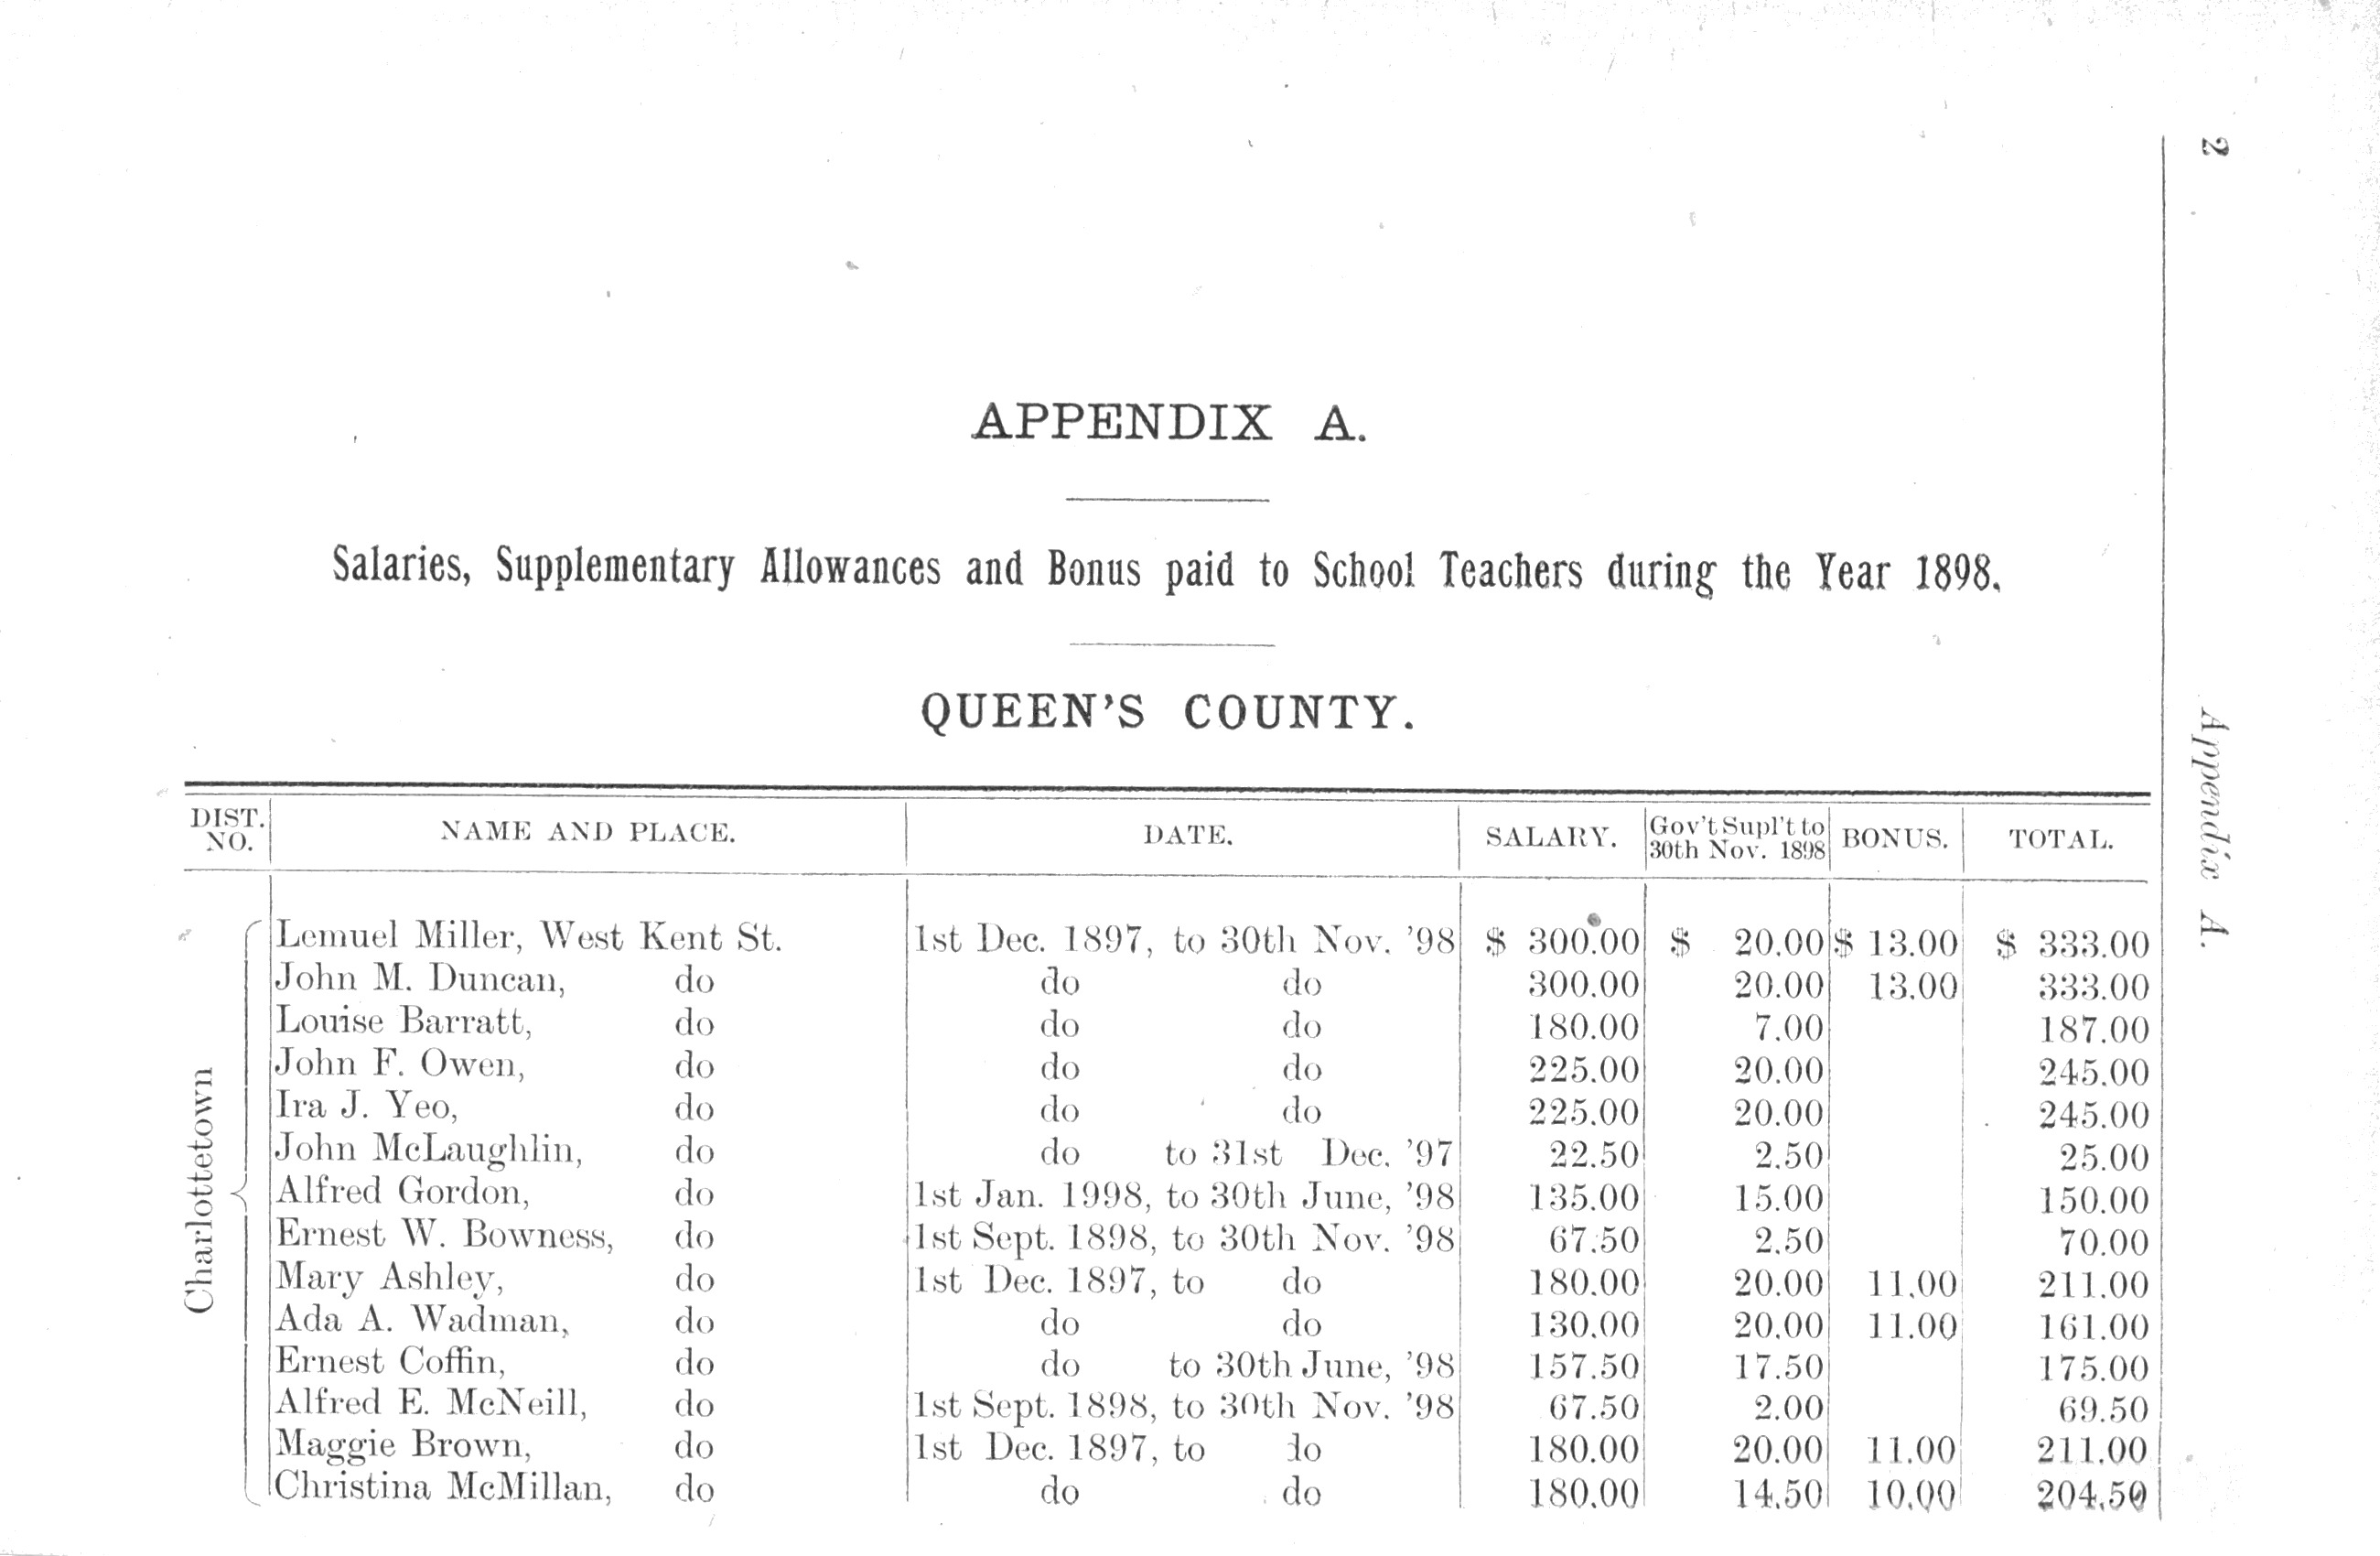 APPENDIX A.
Salaries, Supplementary Allowances and Bonus paid to School Teachers during the Year 1898.
QUEEN'S COUNTY.
DIST. NO. NAME AND PLACE. DATE. SALARY. Gov't Supl't to 30th Nov. 1898 BONUS. TOTAL.
Charlottetown
Lemuel Miller, West Kent St. 1st Dec. 1897, to 30th Nov. '98 $ 300.00 $ 20.00 $ 13.00 $ 333.00
John M. Duncan, do do do 300.00 20.00 13.00 333.00
Louise Barratt, do do do 180.00 7.00 187.00
John F. Owen, do do do 225.00 20.00 245.00
Ira J. Yeo, do do do 225.00 20.00 245.00
John McLaughlin, do do to 31st Dec. '97 22.50 2.50 25.00
Alfred Gordon, do 1st Jan. 1998, to 30th June, '98 135.00 15.00 150.00
Ernest W. Bowness, do 1st Sept. 1898, to 30th Nov. '98 67.50 2.50 70.00
Mary Ashley, do 1st Dec. 1897, to do 180.00 20.00 11.00 211.00
Ada A. Wadman, do do do 130.00 20.00 11.00 161.00
Ernest Coffin, do do to 30th June, '98 157.50 17.50 175.00
Alfred E. McNeill, do 1st Sept. 1898, to 30th Nov. '98 67.50 2.00 69.50
Maggie Brown, do 1st Dec. 1897, to do 180.00 20.00 11.00 211.00
Christina McMillan, do do do 180.00 14.50 10.00 204.50
2 Appendix A.